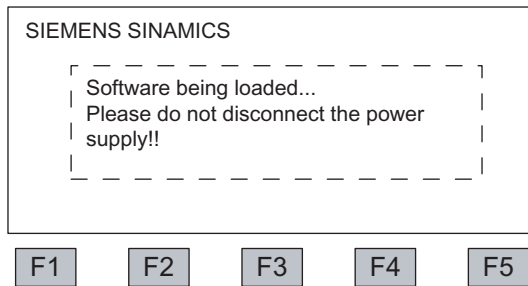 SIEMENS SINAMICS
Software being loaded...
Please do not disconnect the power
supply!!
F1 F2 F3 F4 F5